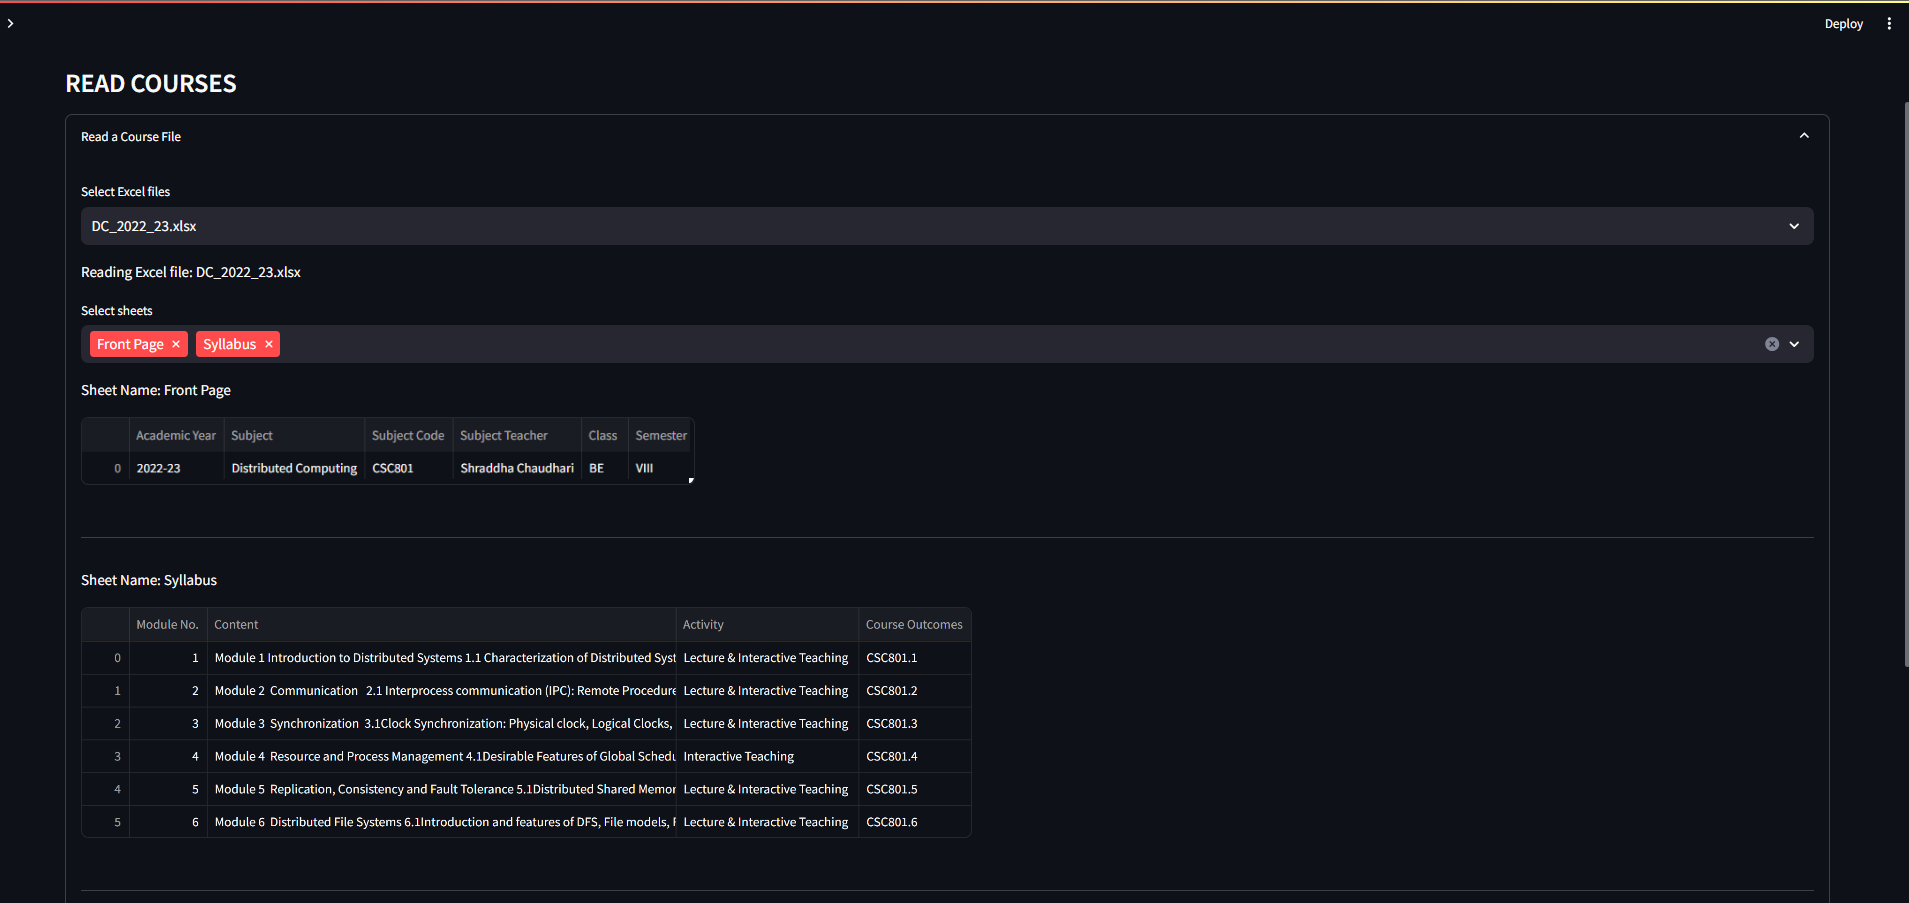 Deploy
READ COURSES
Read a Course File
Select Excel files
DC_2022_23.xlsx
Reading Excel file: DC_2022_23.xlsx
Select sheets
Front Page Syllabus
Sheet Name: Front Page
Academic Year Subject Subject Code Subject Teacher Class Semester
0 2022-23 Distributed Computing CSC801 Shraddha Chaudhari BE VIII
Sheet Name: Syllabus
Module No. Content Activity Course Outcomes
0 1 Module 1 Introduction to Distributed Systems 1.1 Characterization of Distributed Syst Lecture & Interactive Teaching CSC801.1
1 2 Module 2 Communication 2.1 Interprocess communication (IPC): Remote Procedure Lecture & Interactive Teaching CSC801.2
2 3 Module 3 Synchronization 3.1Clock Synchronization: Physical clock, Logical Clocks, Lecture & Interactive Teaching CSC801.3
3 4 Module 4 Resource and Process Management 4.1Desirable Features of Global Schedu Interactive Teaching CSC801.4
4 5 Module 5 Replication, Consistency and Fault Tolerance 5.1Distributed Shared Memor Lecture & Interactive Teaching CSC801.5
5 6 Module 6 Distributed File Systems 6.1Introduction and features of DFS, File models, Lecture & Interactive Teaching CSC801.6